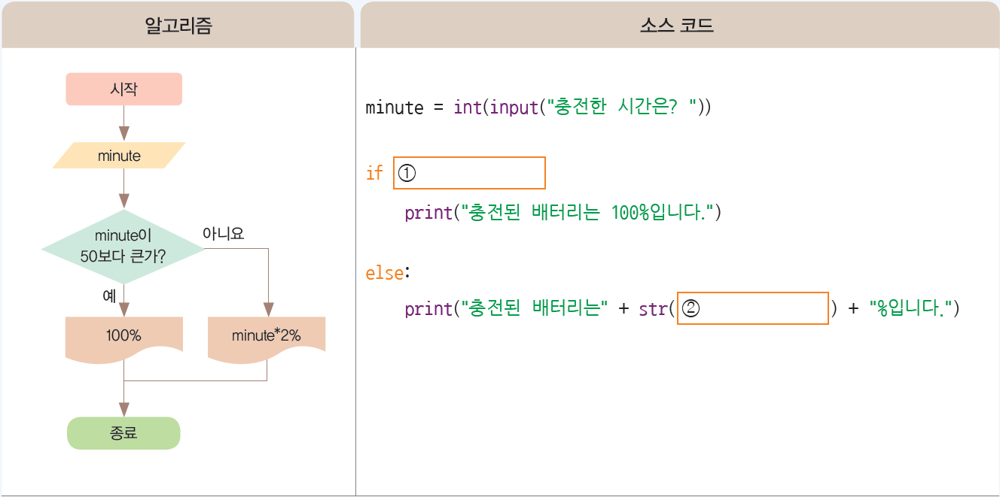 알고리즘
소스 코드
시작
minute
minute이
50보다 큰가?
아니요
예
100%
minute*2%
종료
minute = int(input("충전한 시간은? "))
if ①
print("충전된 배터리는 100%입니다.")
else:
print("충전된 배터리는" + str(②) + "%입니다.")